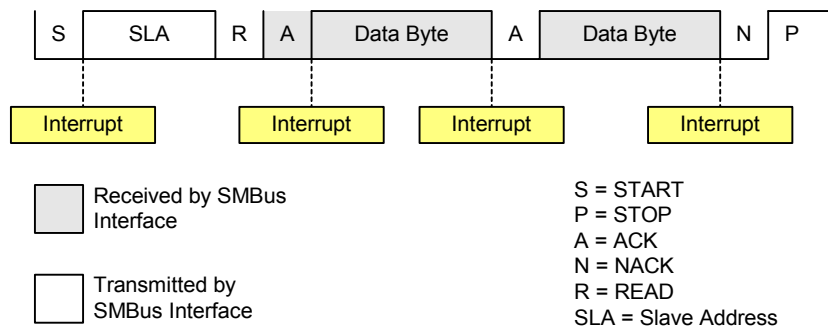 S SLA R A Data Byte A Data Byte N P
Interrupt Interrupt Interrupt Interrupt
Received by SMBus
Interface
Transmitted by
SMBus Interface
S = START
P = STOP
A = ACK
N = NACK
R = READ
SLA = Slave Address